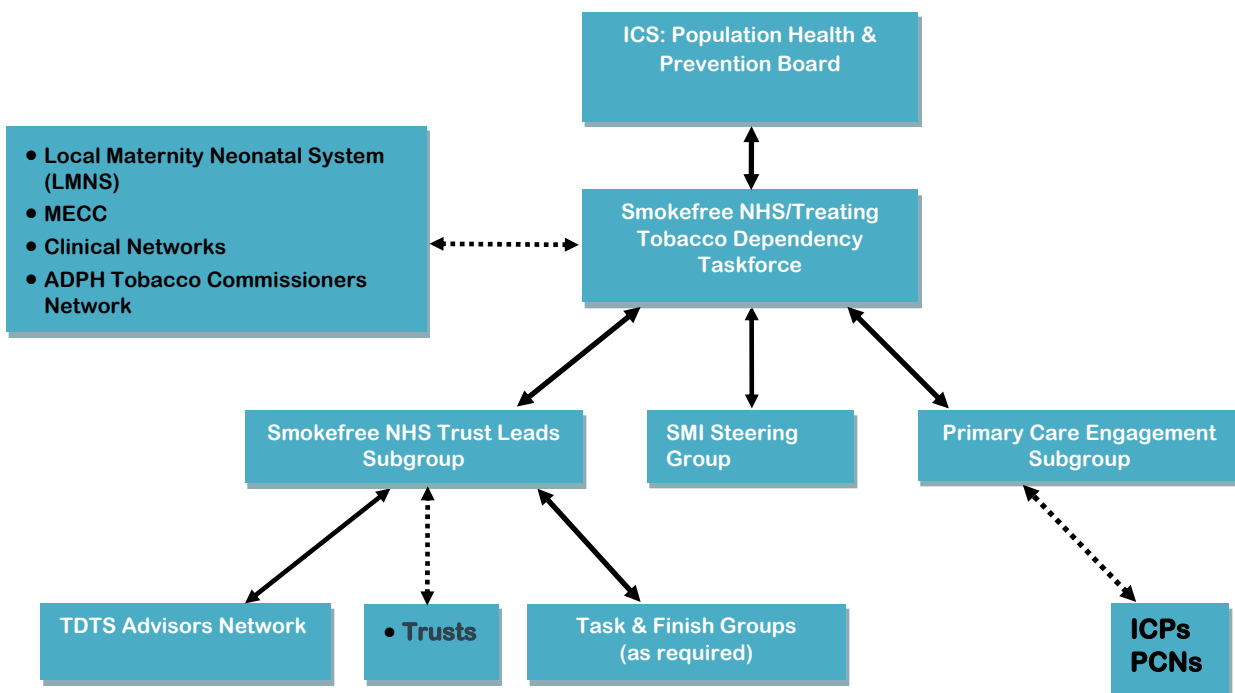 ICS: Population Health &
Prevention Board
• Local Maternity Neonatal System
(LMNS)
• MECC
• Clinical Networks
• ADPH Tobacco Commissioners
Network
Smokefree NHS/Treating
Tobacco Dependency
Taskforce
Smokefree NHS Trust Leads
Subgroup
SMI Steering
Group
Primary Care Engagement
Subgroup
TDTS Advisors Network
• Trusts
Task & Finish Groups
(as required)
ICPs
PCNs